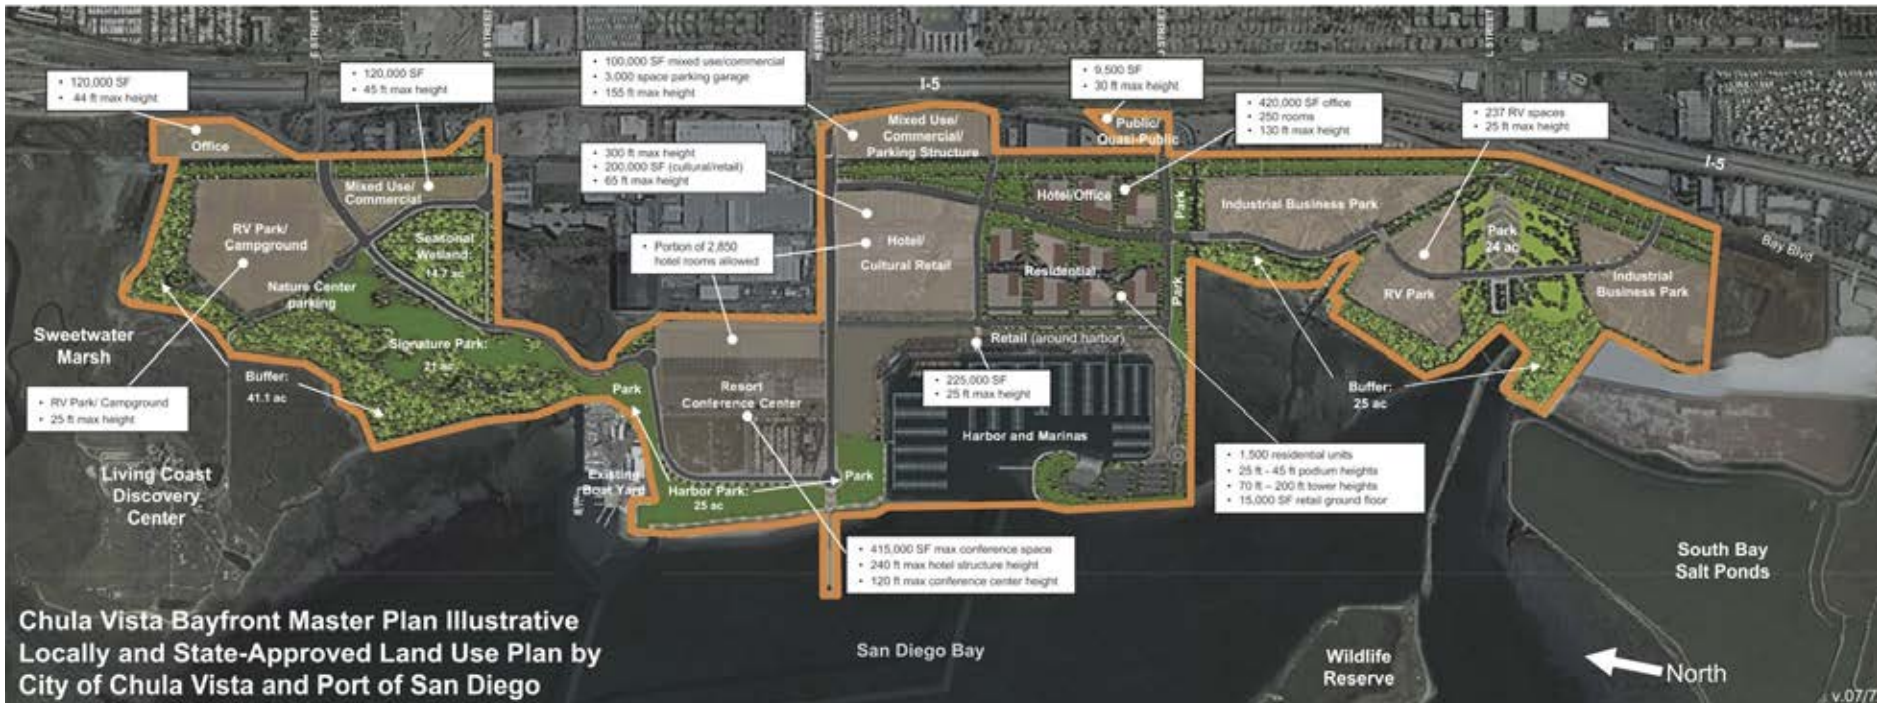 E STREET
F STREET
H STREET
J STREET
L STREET
• 120,000 SF
• 44 ft max height
• 120,000 SF
• 45 ft max height
• 100,000 SF mixed use/commercial
• 3,000 space parking garage
• 155 ft max height
I-5
• 9,500 SF
• 30 ft max height
• 420,000 SF office
• 250 rooms
• 130 ft max height
• 237 RV spaces
• 25 ft max height
I-5
Office
Mixed Use/
Commercial
• 300 ft max height
• 200,000 SF (cultural/retail)
• 65 ft max height
Mixed Use/
Commercial/
Parking Structure
Public/
Quasi-Public
Hotel/Office
Park
Industrial Business Park
Park
24 ac
Bay Blvd
RV Park/
Campground
Seasonal
Wetland:
14.7 ac
• Portion of 2,850
hotel rooms allowed
Hotel/
Cultural Retail
Residential
Park
RV Park
Industrial
Business Park
Nature Center
parking
Sweetwater
Marsh
Signature Park:
21 ac
Buffer:
41.1 ac
Park
Resort
Conference Center
Retail (around harbor)
• 225,000 SF
• 25 ft max height
Buffer:
25 ac
• RV Park/ Campground
• 25 ft max height
Harbor and Marinas
• 1,500 residential units
• 25 ft - 45 ft podium heights
• 70 ft – 200 ft tower heights
• 15,000 SF retail ground floor
Living Coast
Discovery
Center
Existing
Boat Yard
Harbor Park:
25 ac
Park
• 415,000 SF max conference space
• 240 ft max hotel structure height
• 120 ft max conference center height
South Bay
Salt Ponds
Chula Vista Bayfront Master Plan Illustrative
Locally and State-Approved Land Use Plan by
City of Chula Vista and Port of San Diego
San Diego Bay
Wildlife
Reserve
North
v.07/7